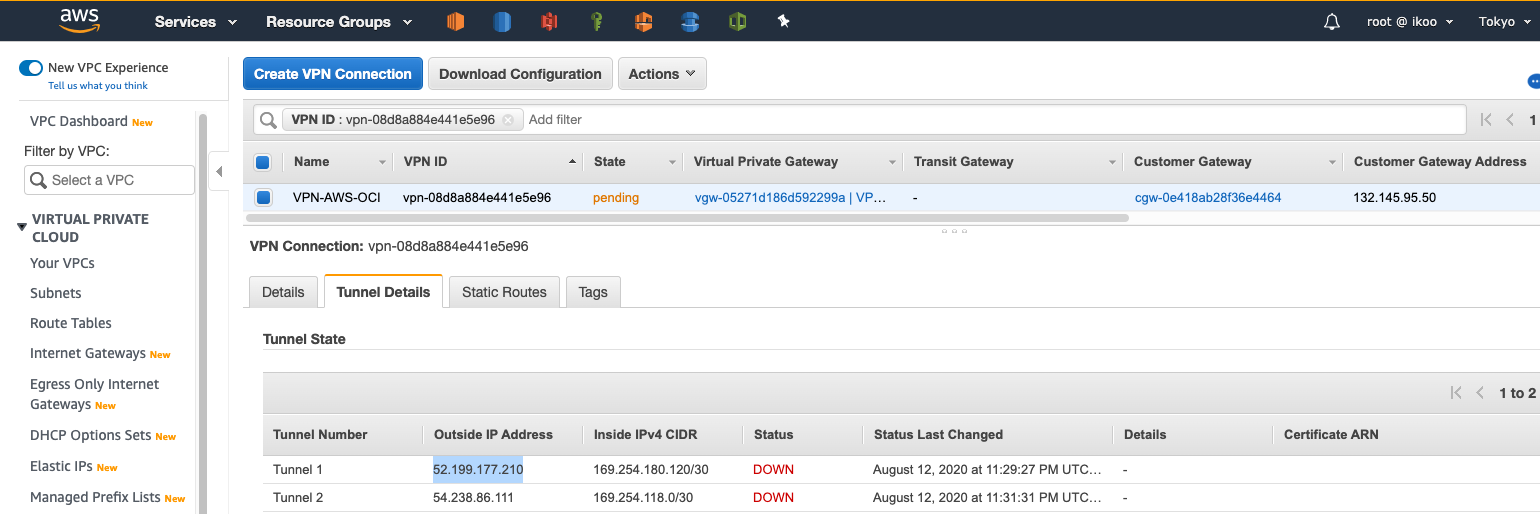 aws Services Resource Groups root @ ikoo Tokyo
New VPC Experience
Tell us what you think
VPC Dashboard New
Filter by VPC:
Select a VPC
VIRTUAL PRIVATE
CLOUD
Your VPCs
Subnets
Route Tables
Internet Gateways New
Egress Only Internet
Gateways New
DHCP Options Sets New
Elastic IPs New
Managed Prefix Lists New
Create VPN Connection Download Configuration Actions
VPN ID : vpn-08d8a884e441e5e96 Add filter 1
Name VPN ID State Virtual Private Gateway Transit Gateway Customer Gateway Customer Gateway Address
VPN-AWS-OCI vpn-08d8a884e441e5e96 pending vgw-05271d186d592299a | VP… - cgw-0e418ab28f36e4464 132.145.95.50
VPN Connection: vpn-08d8a884e441e5e96
Details Tunnel Details Static Routes Tags
Tunnel State
1 to 2
Tunnel Number Outside IP Address Inside IPv4 CIDR Status Status Last Changed Details Certificate ARN
Tunnel 1 52.199.177.210 169.254.180.120/30 DOWN August 12, 2020 at 11:29:27 PM UTC… -
Tunnel 2 54.238.86.111 169.254.118.0/30 DOWN August 12, 2020 at 11:31:31 PM UTC… -